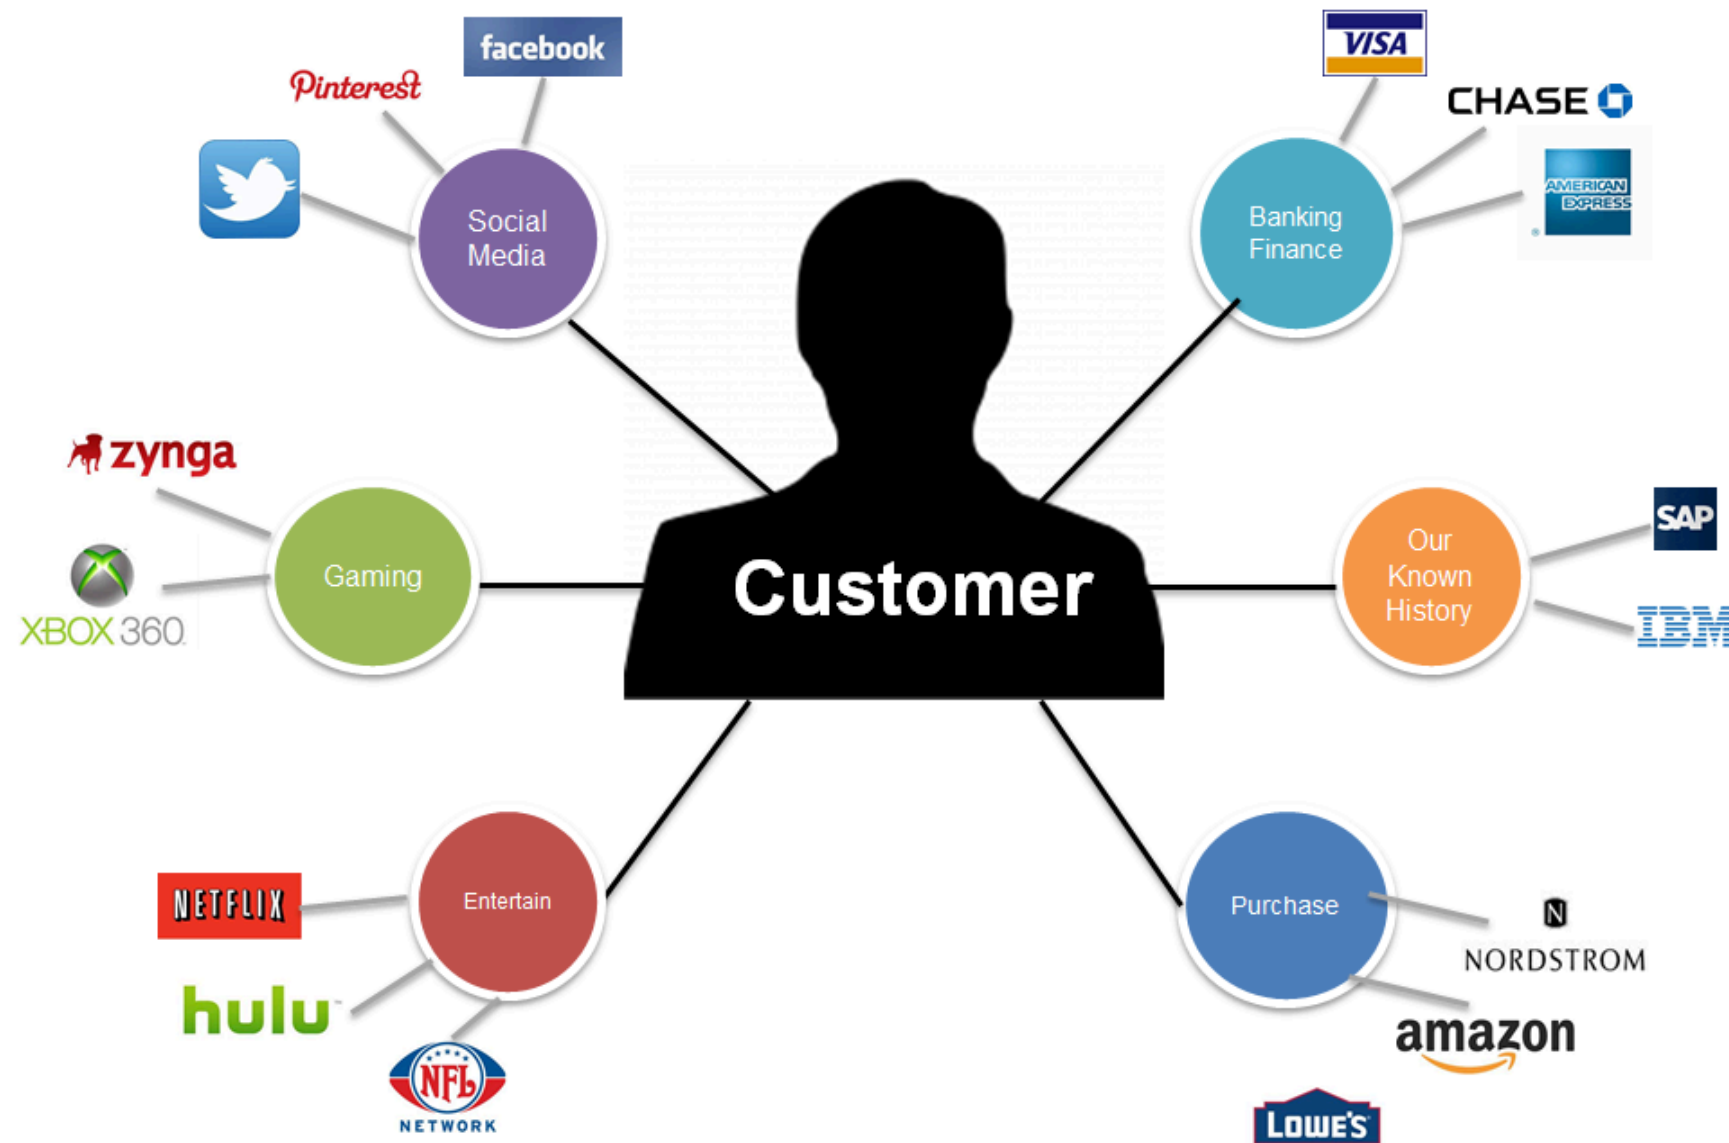 facebook
Pinterest
Social
Media
VISA
CHASE
AMERICAN
EXPRESS
®
Banking
Finance
zynga
XBOX 360
Gaming
Customer
Our
Known
History
SAP
IBM
NETFLIX
hulu
NFL
NETWORK
Entertain
Purchase
N
NORDSTROM
amazon
LOWE'S